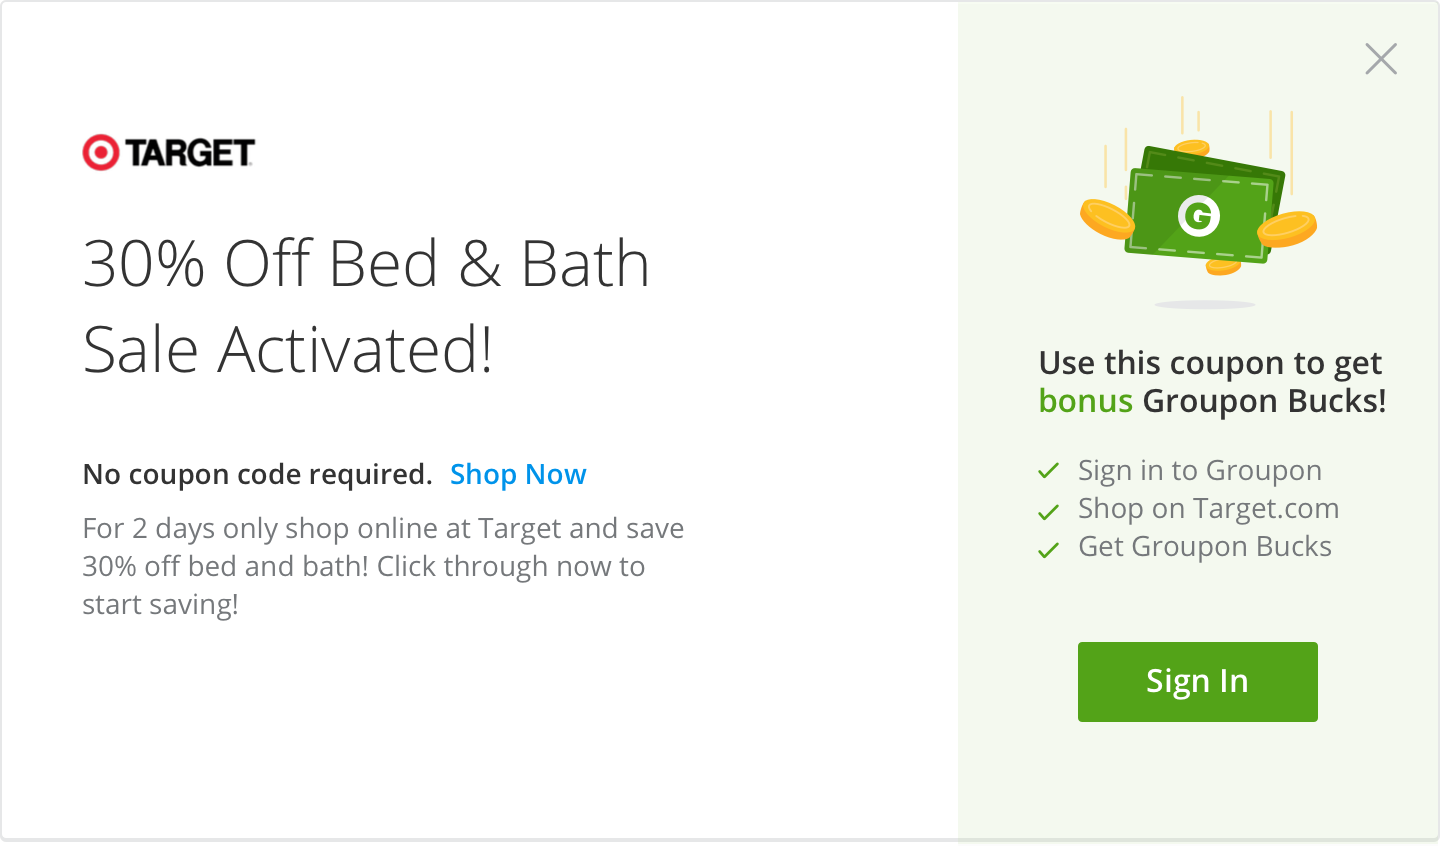 TARGET
30% Off Bed & Bath
Sale Activated!
No coupon code required. Shop Now
For 2 days only shop online at Target and save
30% off bed and bath! Click through now to
start saving!
G
Use this coupon to get
bonus Groupon Bucks!
Sign in to Groupon
Shop on Target.com
Get Groupon Bucks
Sign In